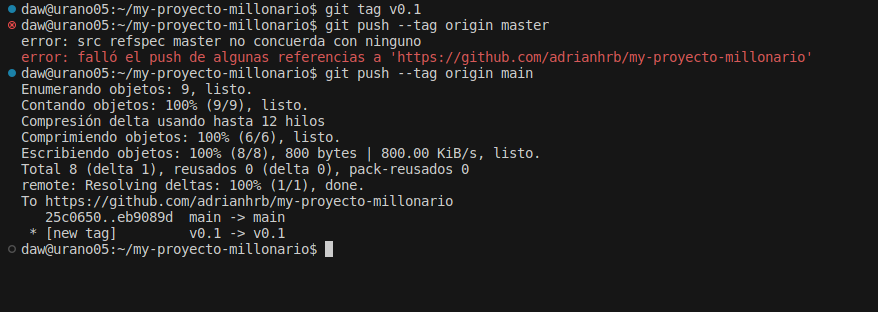 daw@urano05:~/my-proyecto-millonario$ git tag v0.1
daw@urano05:~/my-proyecto-millonario$ git push --tag origin master
error: src refspec master no concuerda con ninguno
error: falló el push de algunas referencias a 'https://github.com/adrianhrb/my-proyecto-millonario'
daw@urano05:~/my-proyecto-millonario$ git push --tag origin main
Enumerando objetos: 9, listo.
Contando objetos: 100% (9/9), listo.
Compresión delta usando hasta 12 hilos
Comprimiendo objetos: 100% (6/6), listo.
Escribiendo objetos: 100% (8/8), 800 bytes | 800.00 KiB/s, listo.
Total 8 (delta 1), reusados 0 (delta 0), pack-reusados 0
remote: Resolving deltas: 100% (1/1), done.
To https://github.com/adrianhrb/my-proyecto-millonario
   25c0650..eb9089d  main -> main
 * [new tag]         v0.1 -> v0.1
daw@urano05:~/my-proyecto-millonario$